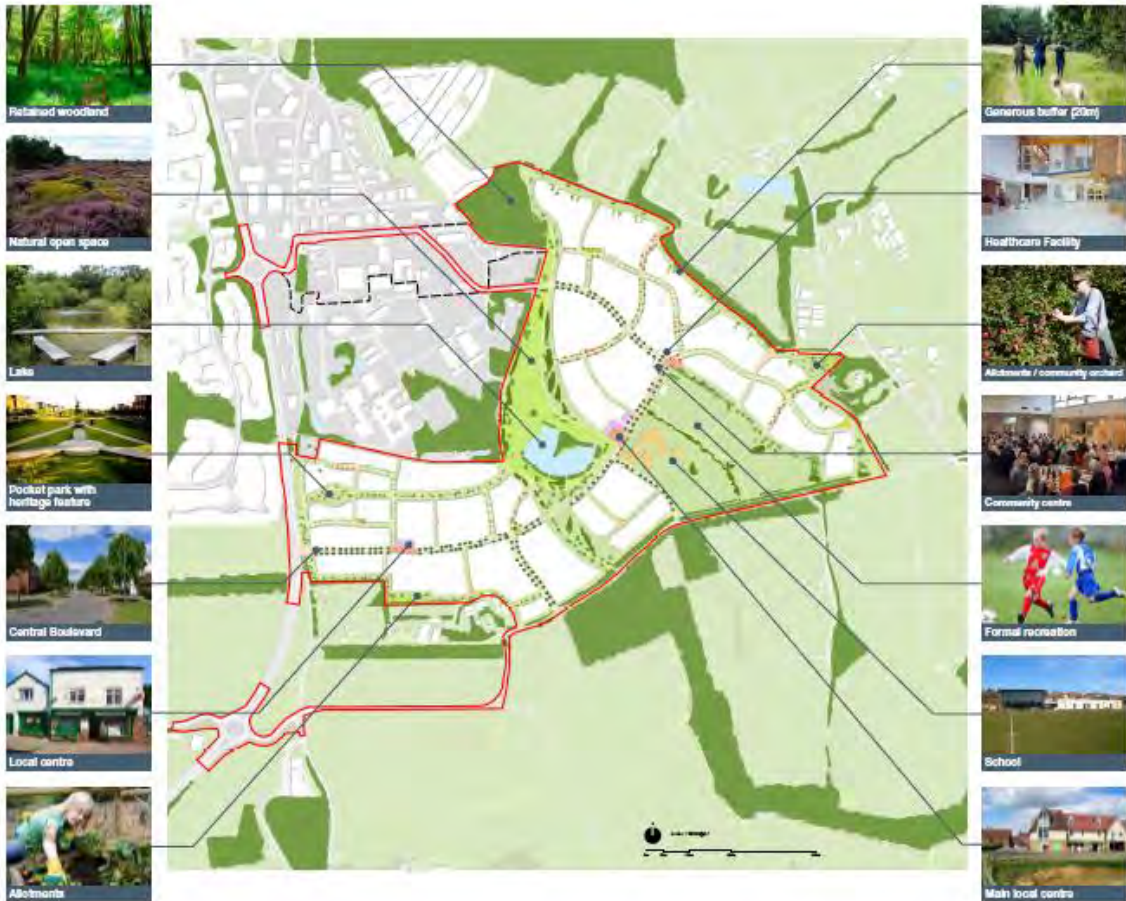 Retained woodland
Natural open space
Lake
Pocket park with
heritage feature
Central Boulevard
Local centre
Allotments
Generous buffer (20m)
Healthcare Facility
Allotments / community orchard
Community centre
Formal recreation
School
Main local centre